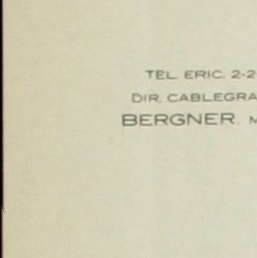 TEL. ERIC. 2-2
DIR. CABLEGRA
BERGNER. M